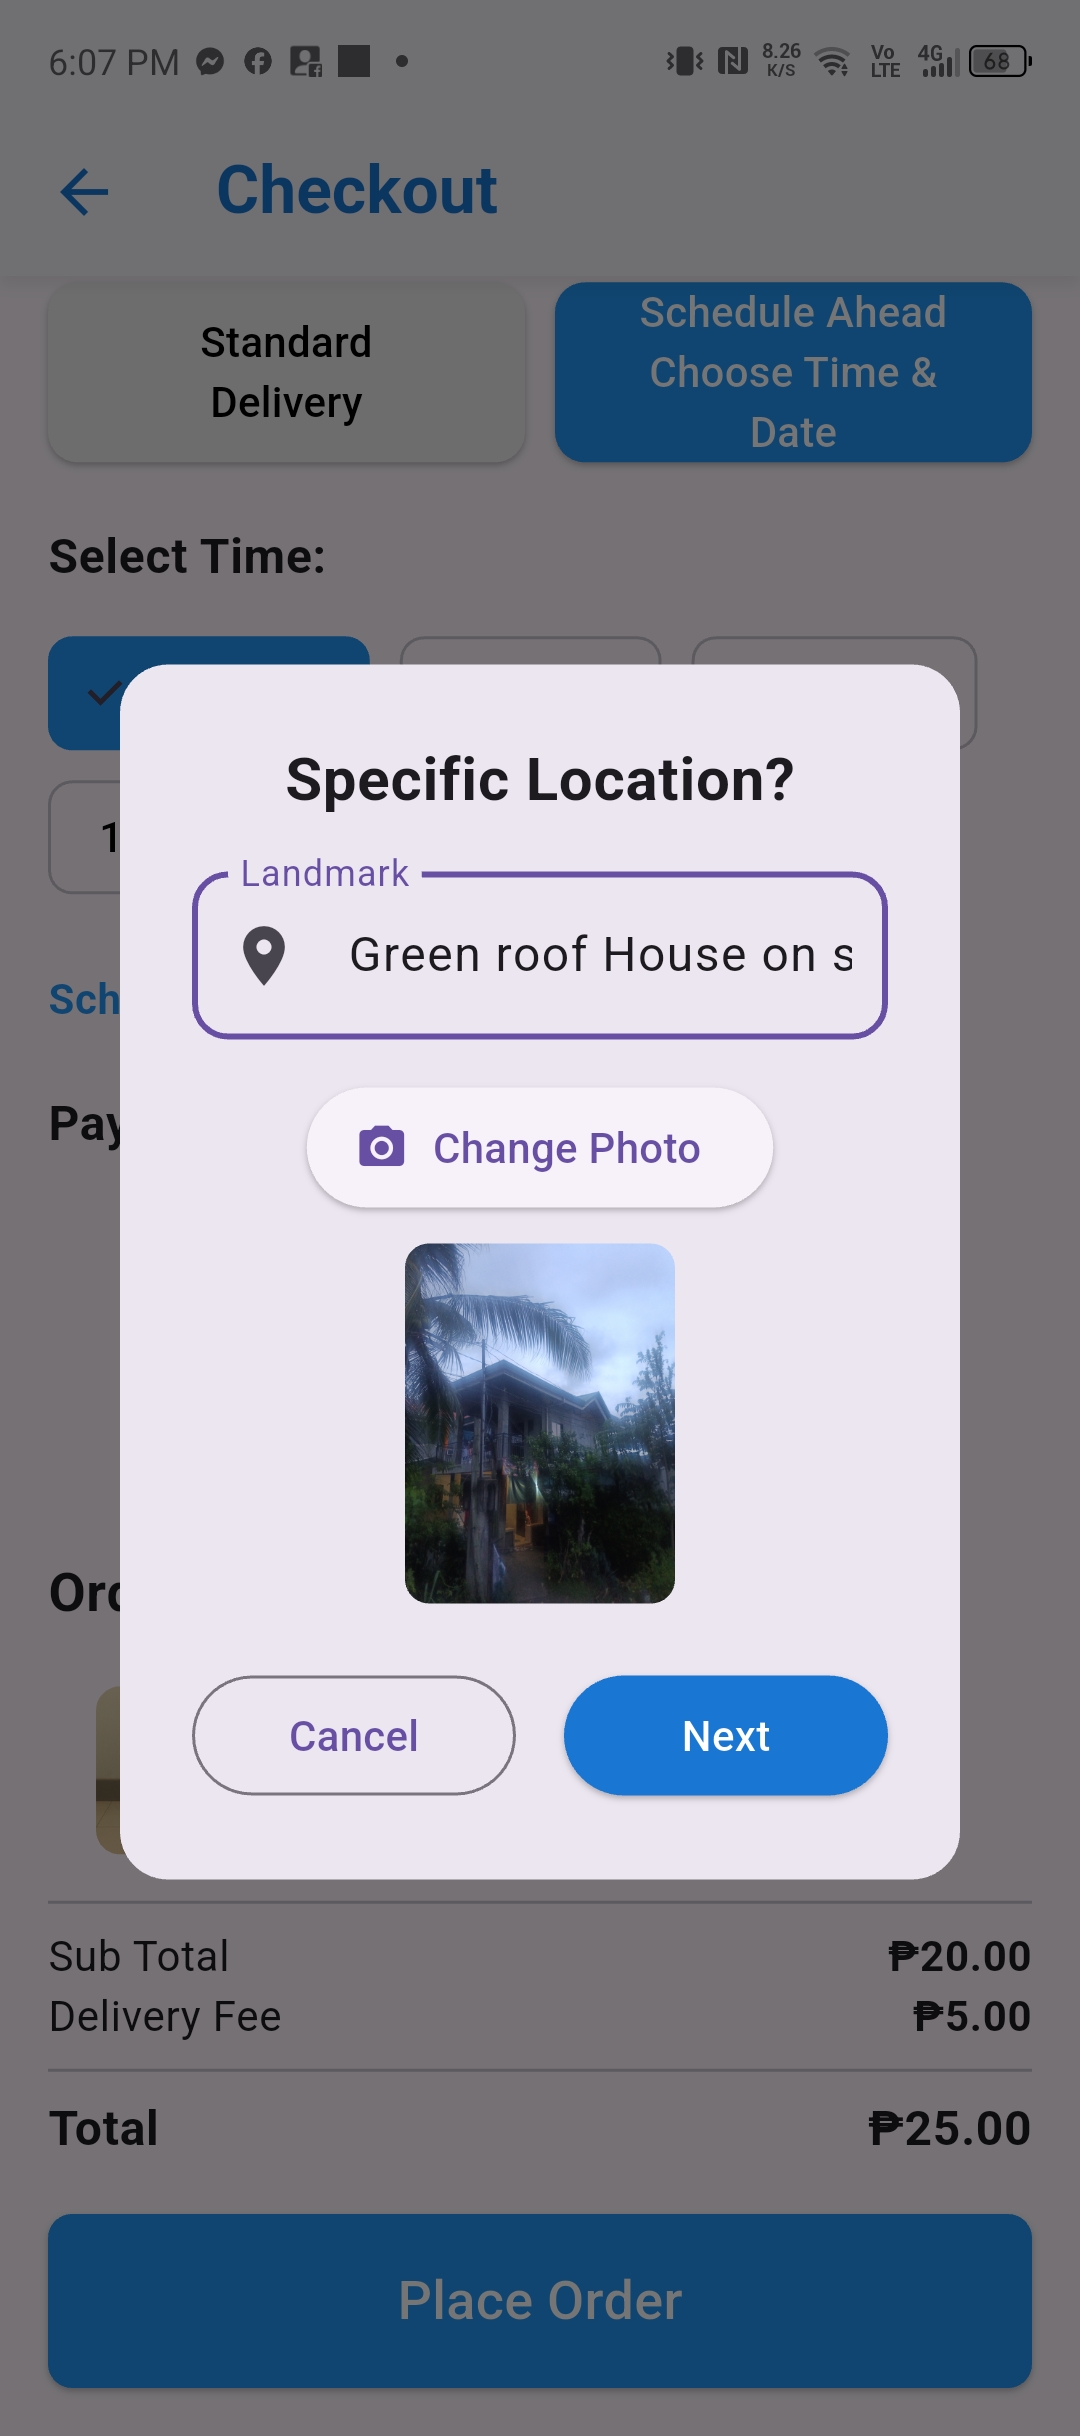 6:07 PM
8.26
K/S
Vo
LTE
4G
68
Checkout
Standard
Delivery
Schedule Ahead
Choose Time &
Date
Select Time:
1
Sch
Pay
Specific Location?
Landmark
Green roof House on s
Change Photo
Cancel
Next
Ord
Sub Total
₱20.00
Delivery Fee
₱5.00
Total
₱25.00
Place Order